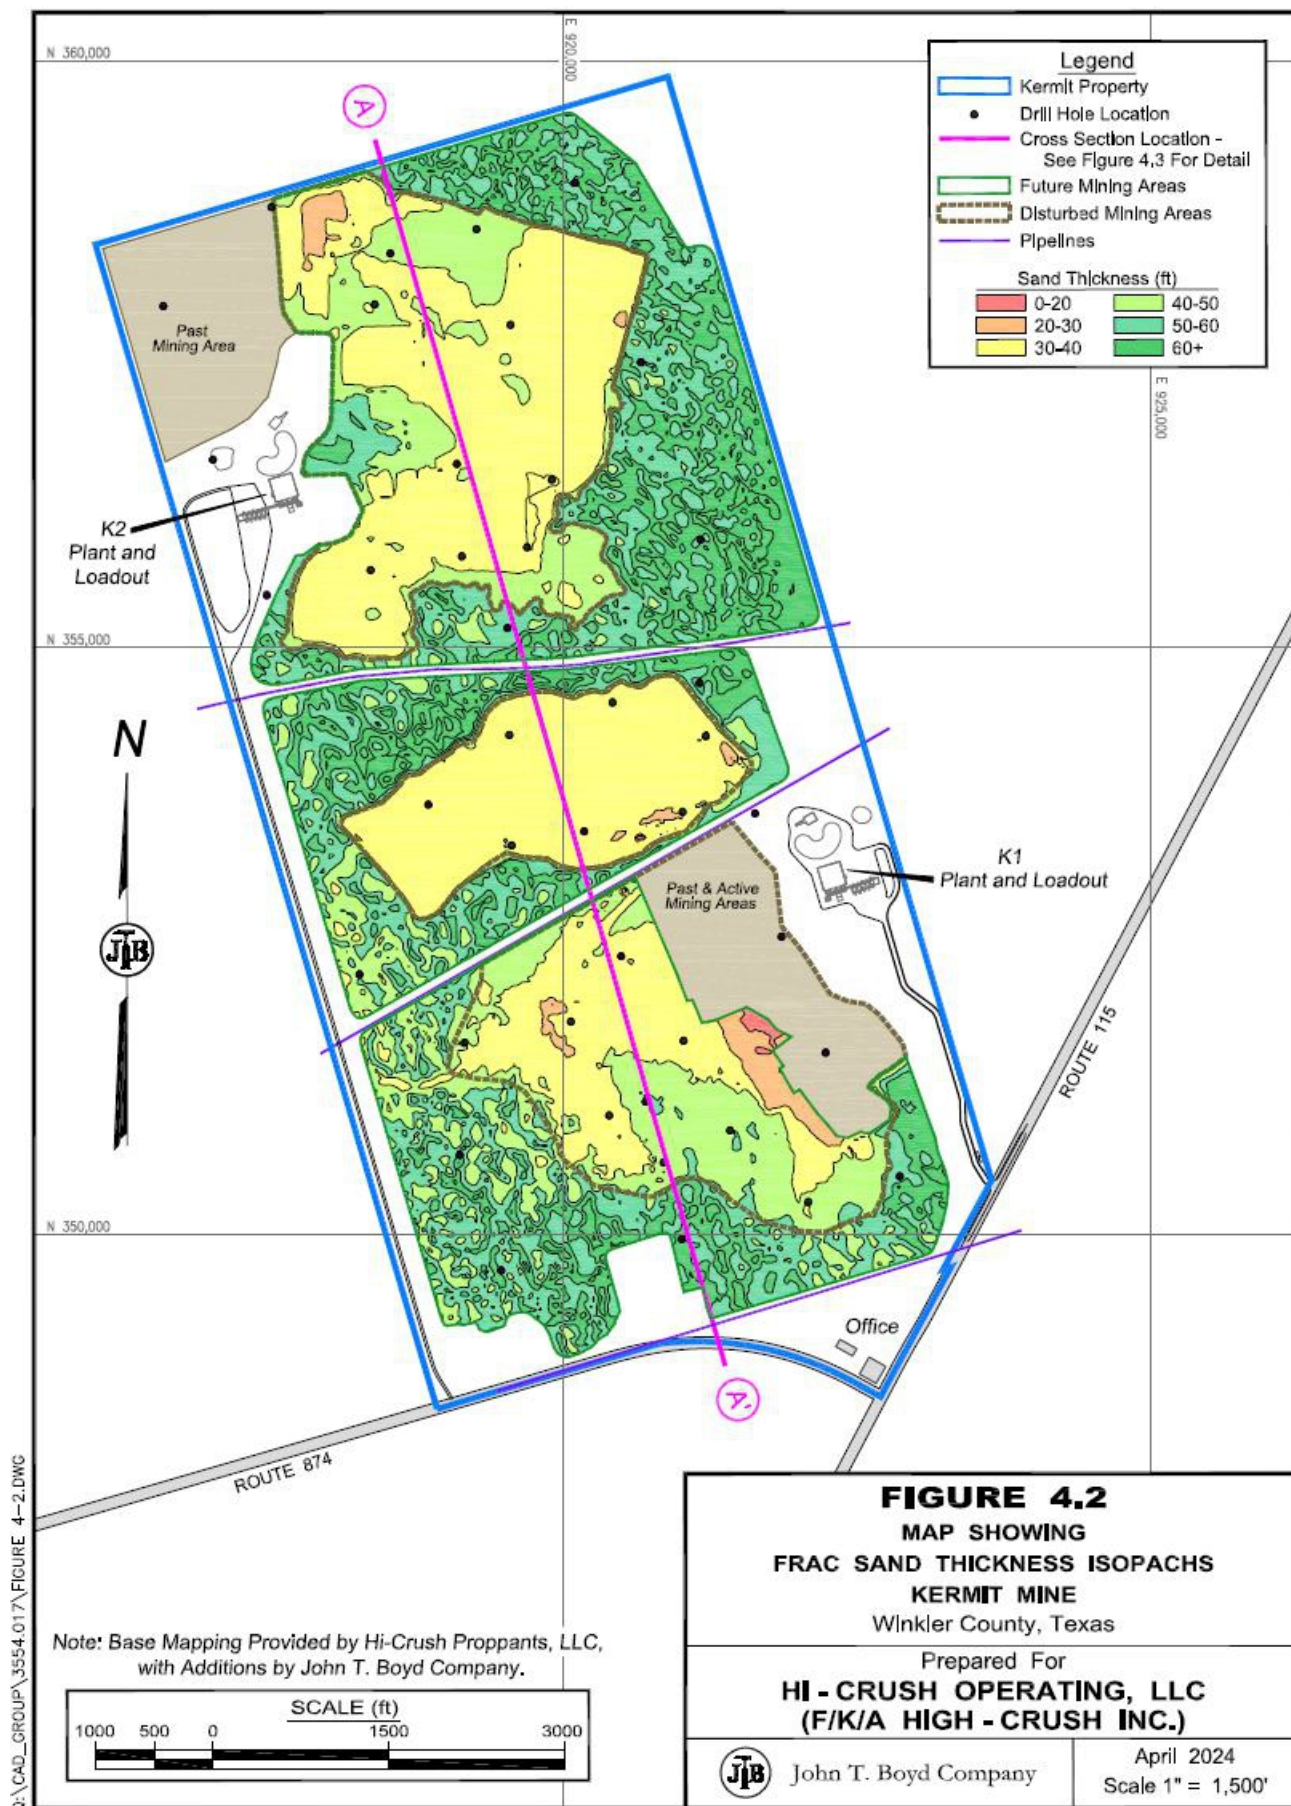 N 360,000
E 920,000
Legend
Kermit Property
Drill Hole Location
Cross Section Location -
See Figure 4.3 For Detail
Future Mining Areas
Disturbed Mining Areas
Pipelines
Sand Thickness (ft)
0-20
40-50
20-30
50-60
30-40
60+
E 925,000
A
Past
Mining Area
K2
Plant and
Loadout
N 355,000
N
JTB
K1
Plant and Loadout
Past & Active
Mining Areas
ROUTE 115
N 350,000
Office
A'
ROUTE 874
:\CAD_GROUP\3554.017\FIGURE 4-2.DWG
Note: Base Mapping Provided by Hi-Crush Proppants, LLC,
with Additions by John T. Boyd Company.
SCALE (ft)
1000 500 0 1500 3000
FIGURE 4.2
MAP SHOWING
FRAC SAND THICKNESS ISOPACHS
KERMIT MINE
Winkler County, Texas
Prepared For
HI - CRUSH OPERATING, LLC
(F/K/A HIGH - CRUSH INC.)
JTB
John T. Boyd Company
April 2024
Scale 1" = 1,500'